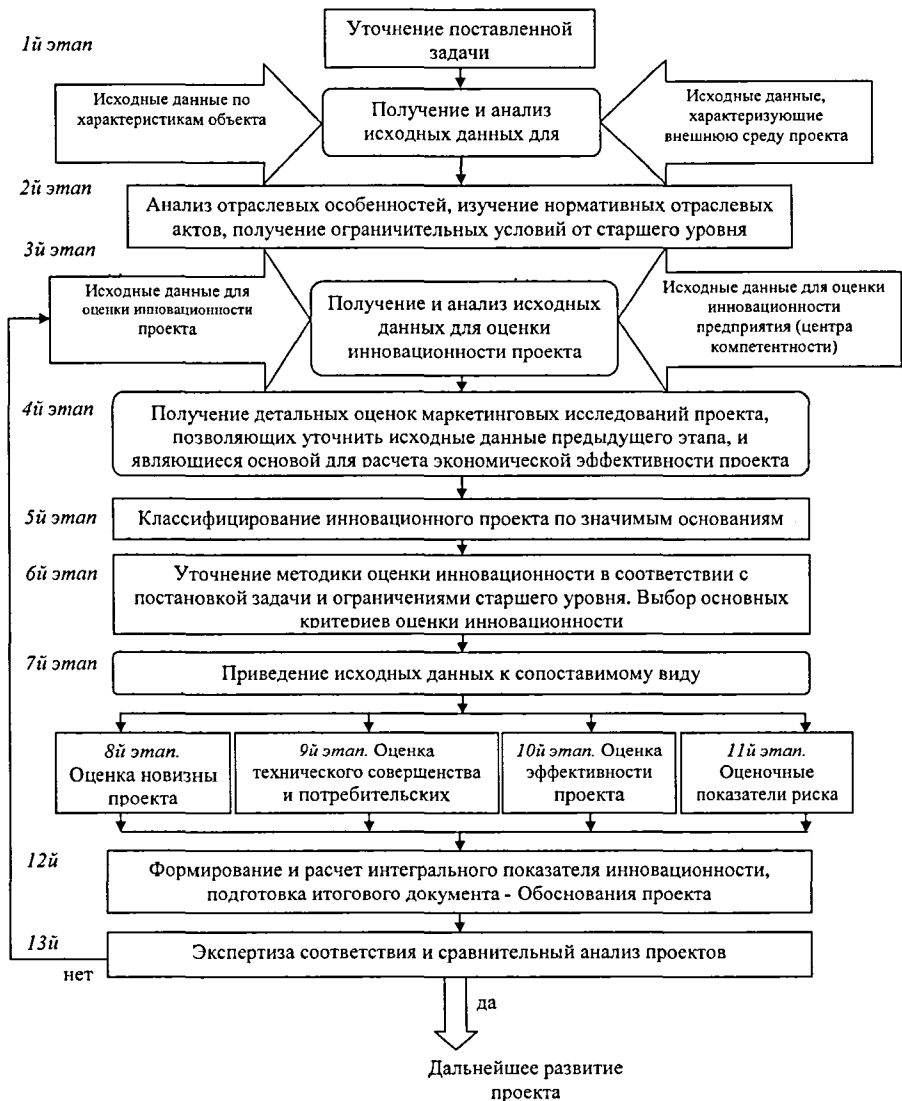 1й этап
Уточнение поставленной
задачи
Исходные данные по
характеристикам объекта
Получение и анализ
исходных данных для
Исходные данные,
характеризующие
внешнюю среду проекта
2й этап
Анализ отраслевых особенностей, изучение нормативных отраслевых
актов, получение ограничительных условий от старшего уровня
3й этап
Исходные данные для
оценки инновационности
проекта
Получение и анализ исходных
данных для оценки
инновационности проекта
Исходные данные для оценки
инновационности
предприятия (центра
компетентности)
4й этап
Получение детальных оценок маркетинговых исследований проекта,
позволяющих уточнить исходные данные предыдущего этапа, и
являющиеся основой для расчета экономической эффективности проекта
5й этап
Классифицирование инновационного проекта по значимым основаниям
6й этап
Уточнение методики оценки инновационности в соответствии с
постановкой задачи и ограничениями старшего уровня. Выбор основных
критериев оценки инновационности
7й этап
Приведение исходных данных к сопоставимому виду
8й этап.
Оценка новизны
проекта
9й этап. Оценка
технического совершенства
и потребительских
10й этап. Оценка
эффективности
проекта
11й этап.
Оценочные
показатели риска
12й
Формирование и расчет интегрального показателя инновационности,
подготовка итогового документа - Обоснования проекта
13й
Экспертиза соответствия и сравнительный анализ проектов
нет
да
Дальнейшее развитие
проекта